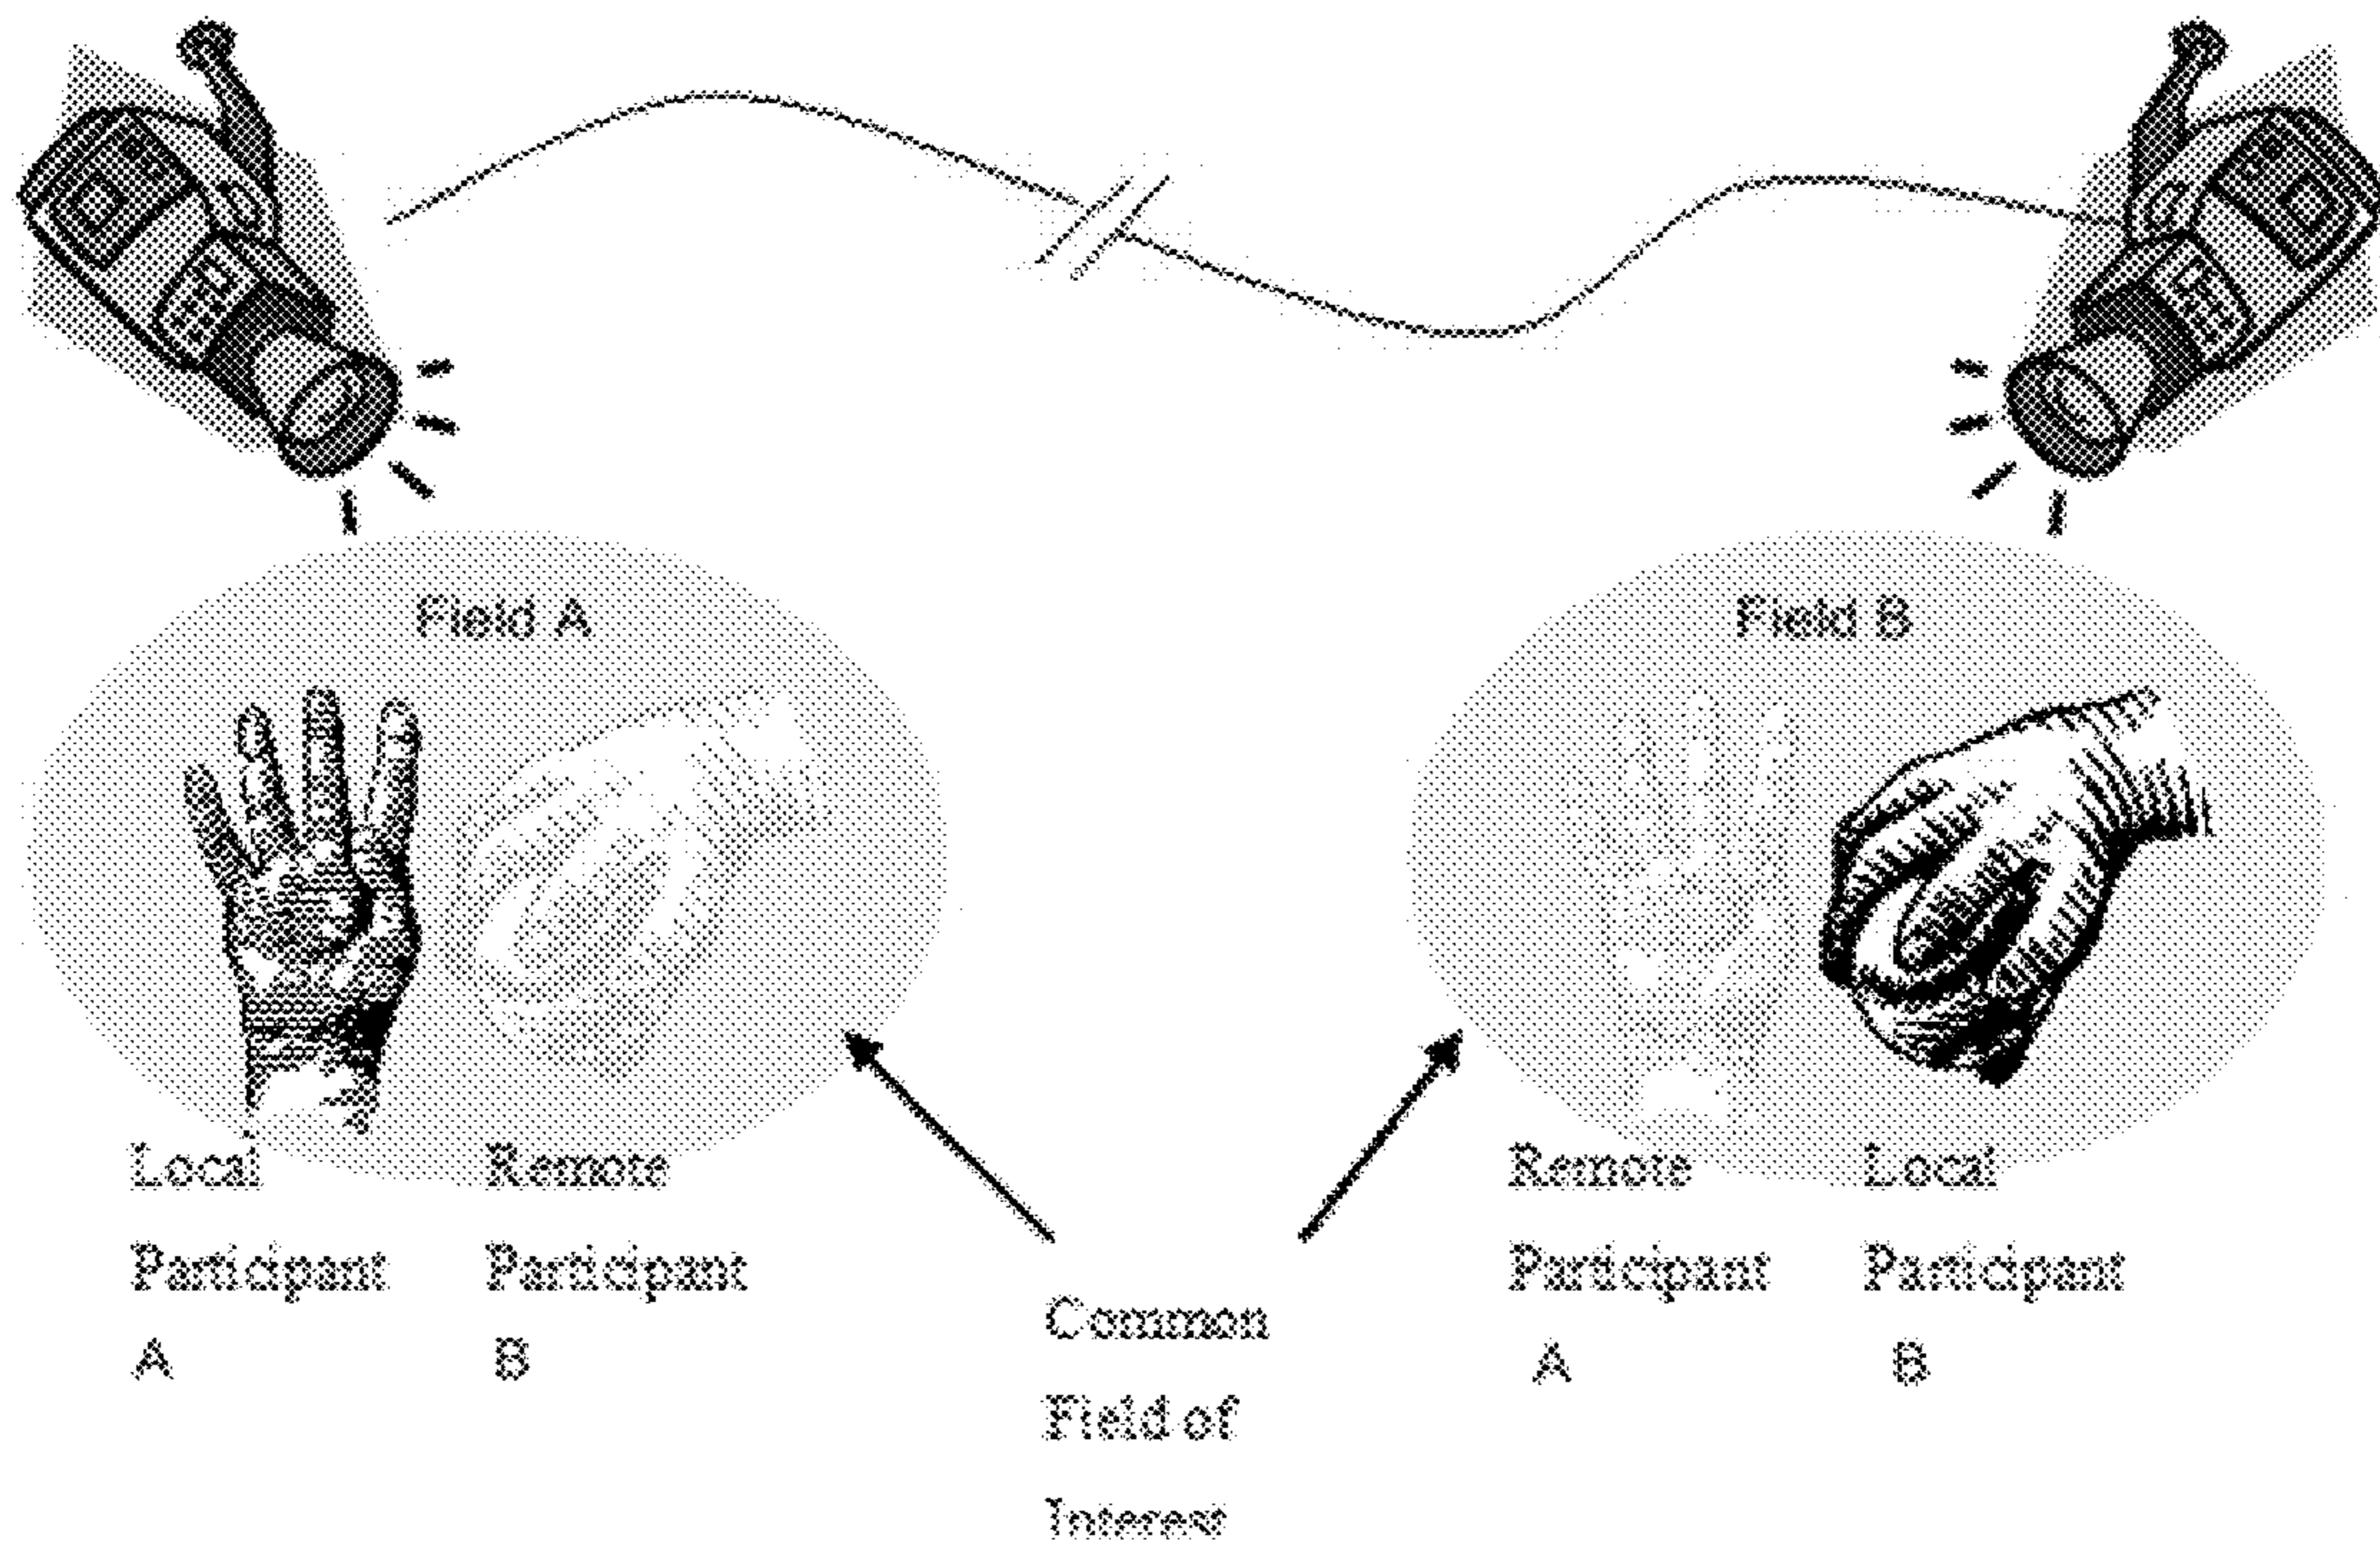 Field A
Field B
Local
Participant
A
Remote
Participant
B
Remote
Participant
A
Local
Participant
B
Common
Field of
Interest